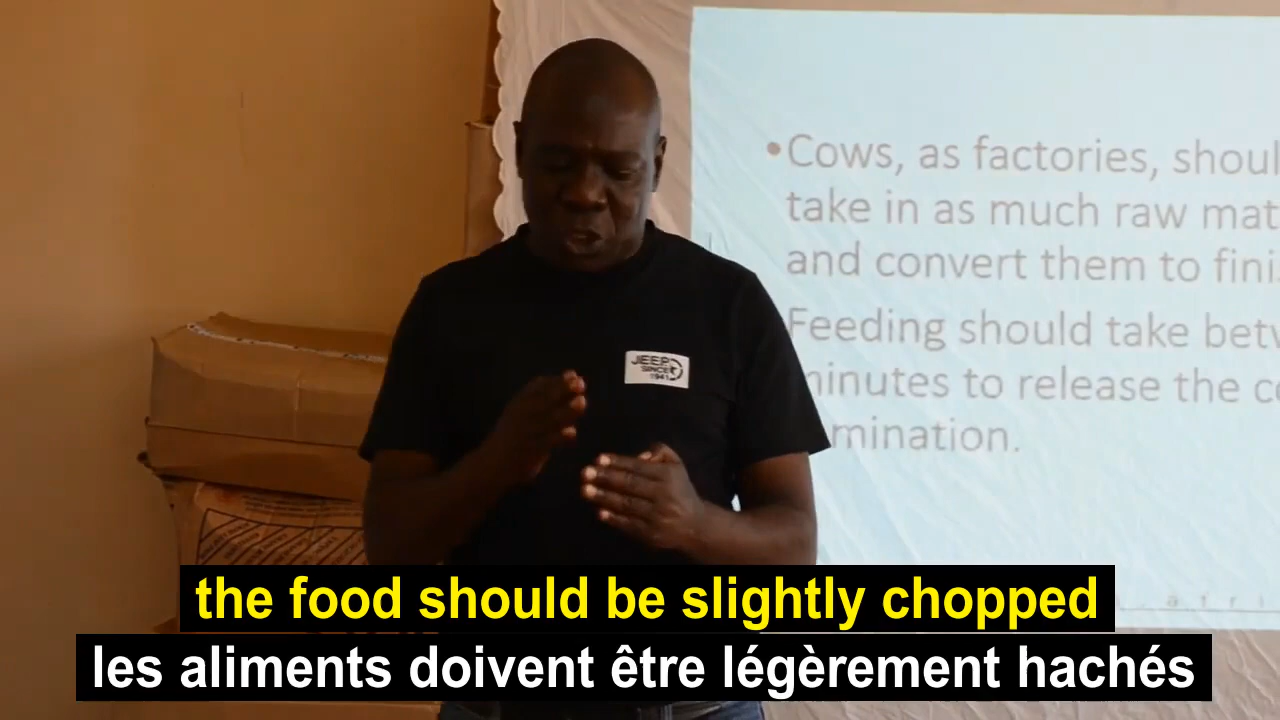 •Cows, as factories, shoul
take in as much raw mat
and convert them to fini
Feeding should take betw
minutes to release the c
mination.
JEEP
SINCE
1941
the food should be slightly chopped
les aliments doivent être légèrement hachés